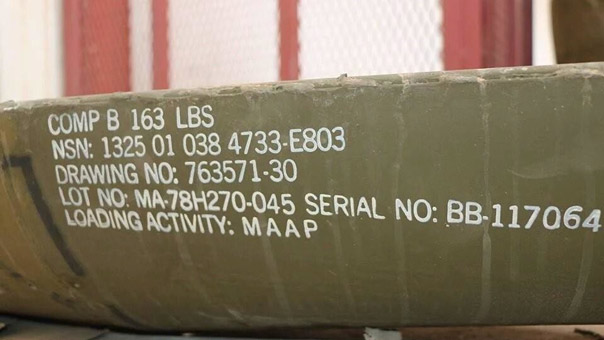 COMP B 163 LBS
NSN: 1325 01 038 4733-E803
DRAWING NO: 763571-30
LOT NO: MA-78H270-045 SERIAL NO: BB-117064
LOADING ACTIVITY: MAAP